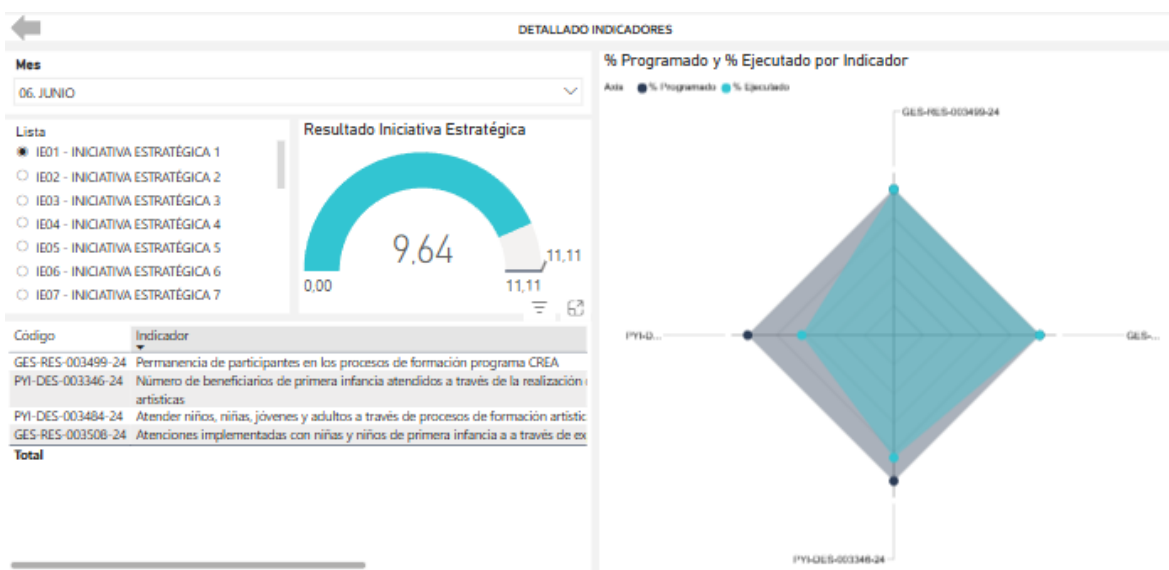 DETALLADO INDICADORES
Mes
06. JUNIO
Lista
IE01 - INICIATIVA ESTRATÉGICA 1
IE02 - INICIATIVA ESTRATÉGICA 2
IE03 - INICIATIVA ESTRATÉGICA 3
IE04 - INICIATIVA ESTRATÉGICA 4
IE05 - INICIATIVA ESTRATÉGICA 5
IE06 - INICIATIVA ESTRATÉGICA 6
IE07 - INICIATIVA ESTRATÉGICA 7
Resultado Iniciativa Estratégica
9,64
11,11
0,00
11,11
Código Indicador
GES-RES-003499-24 Permanencia de participantes en los procesos de formación programa CREA
PYI-DES-003346-24 Número de beneficiarios de primera infancia atendidos a través de la realización
artísticas
PYI-DES-003484-24 Atender niños, niñas, jóvenes y adultos a través de procesos de formación artístic
GES-RES-003508-24 Atenciones implementadas con niñas y niños de primera infancia a a través de ex
Total
% Programado y % Ejecutado por Indicador
Axis % Programado % Ejecutado
GES-RES-003499-24
PYI-D...
GES-...
PYI-DES-003346-24